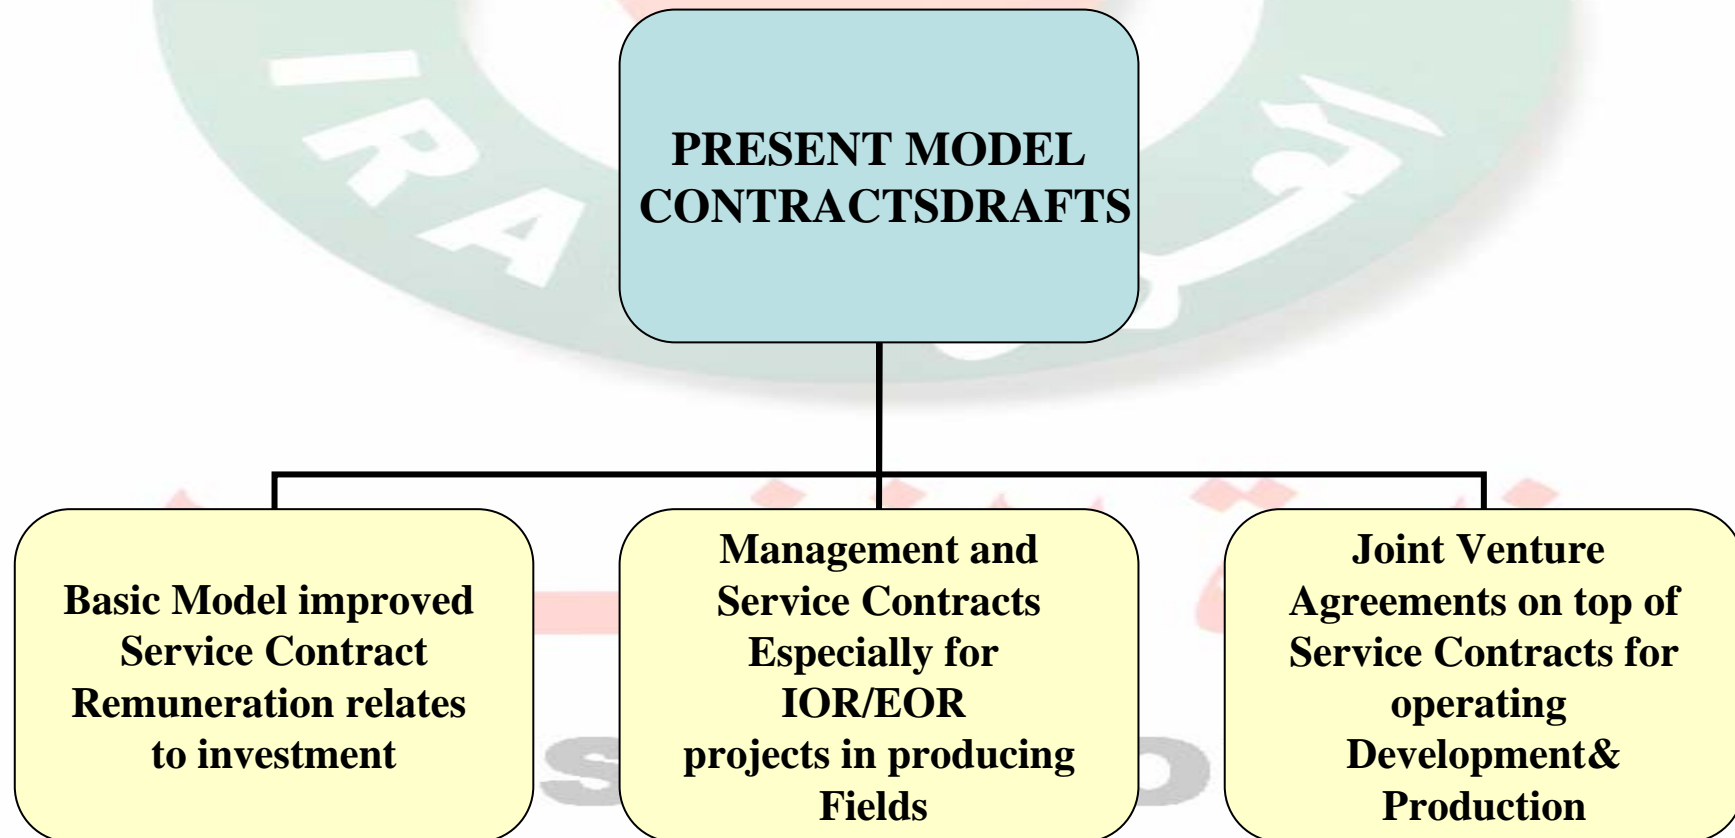 IRA
PRESENT MODEL
CONTRACTSDRAFTS
Basic Model improved
Service Contract
Remuneration relates
to investment
Management and
Service Contracts
Especially for
IOR/EOR
projects in producing
Fields
Joint Venture
Agreements on top of
Service Contracts for
operating
Development&
Production